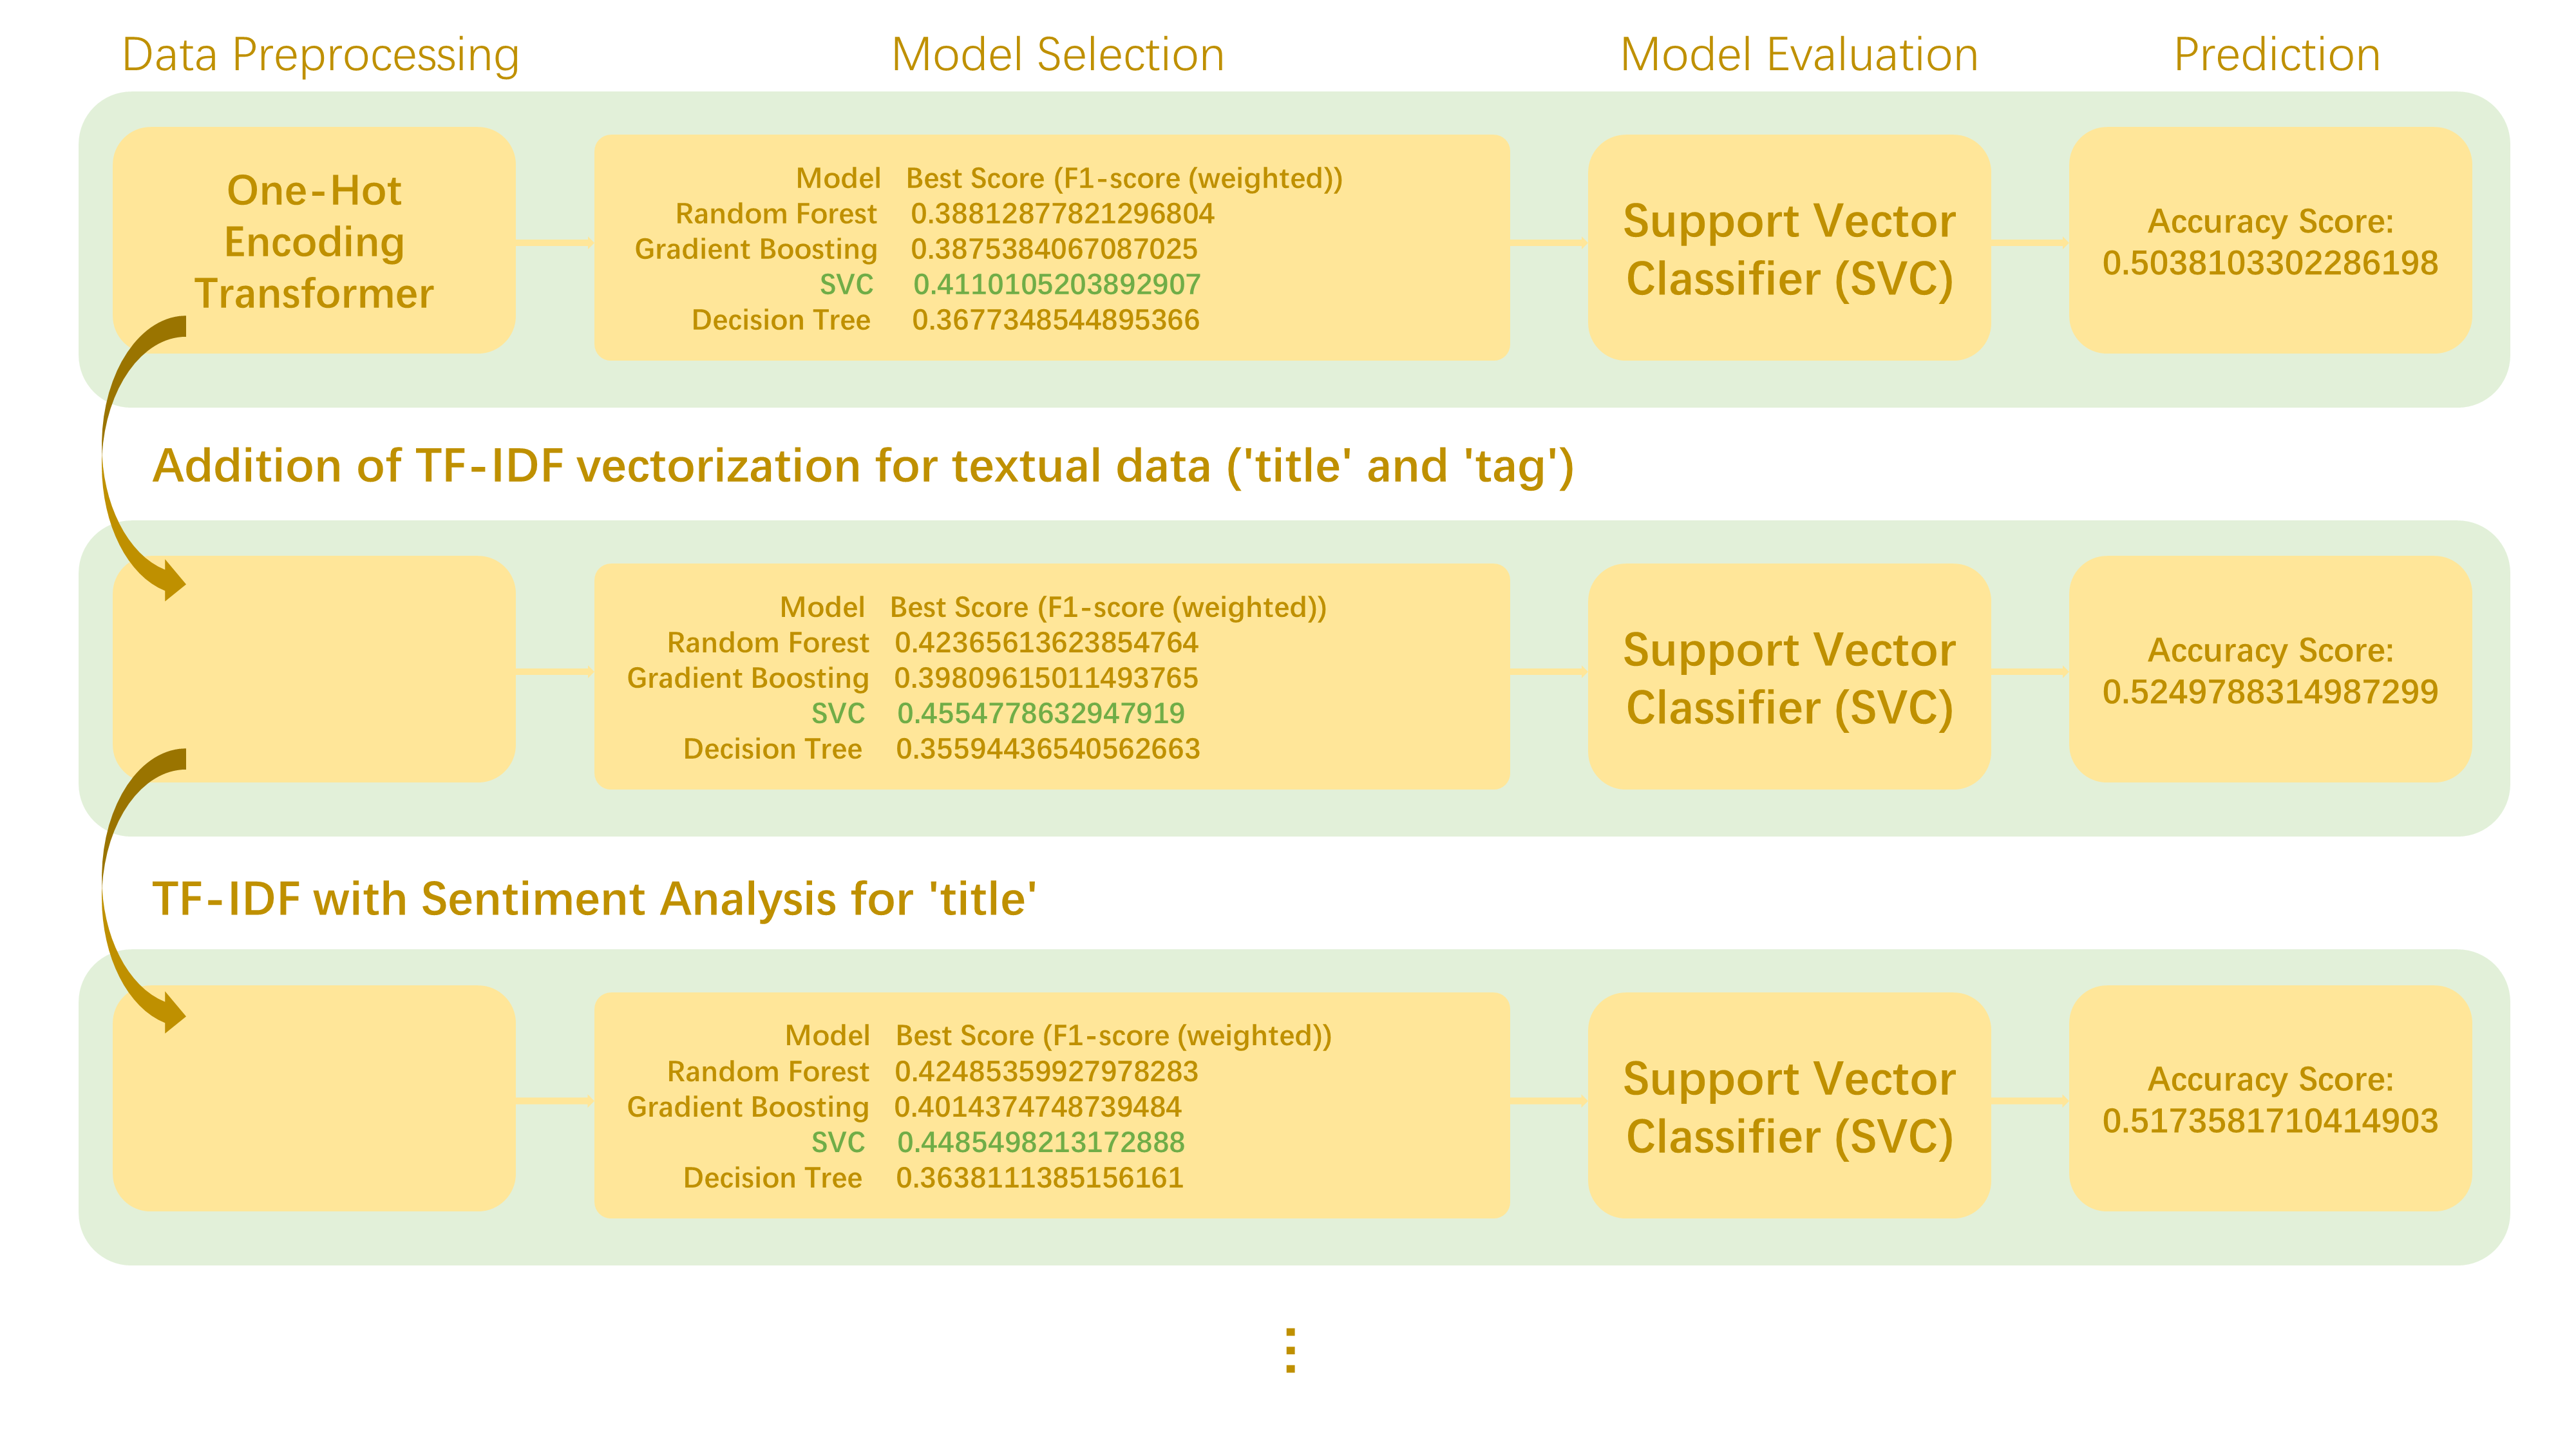 Data Preprocessing
Model Selection
Model Evaluation
Prediction
One-Hot
Encoding
Transformer
Model Best Score (F1-score (weighted))
Random Forest 0.38812877821296804
Gradient Boosting 0.3875384067087025
SVC 0.4110105203892907
Decision Tree 0.3677348544895366
Support Vector
Classifier (SVC)
Accuracy Score:
0.5038103302286198
Addition of TF-IDF vectorization for textual data ('title' and 'tag')
Model Best Score (F1-score (weighted))
Random Forest 0.42365613623854764
Gradient Boosting 0.39809615011493765
SVC 0.4554778632947919
Decision Tree 0.35594436540562663
Support Vector
Classifier (SVC)
Accuracy Score:
0.5249788314987299
TF-IDF with Sentiment Analysis for 'title'
Model Best Score (F1-score (weighted))
Random Forest 0.42485359927978283
Gradient Boosting 0.4014374748739484
SVC 0.4485498213172888
Decision Tree 0.3638111385156161
Support Vector
Classifier (SVC)
Accuracy Score:
0.5173581710414903